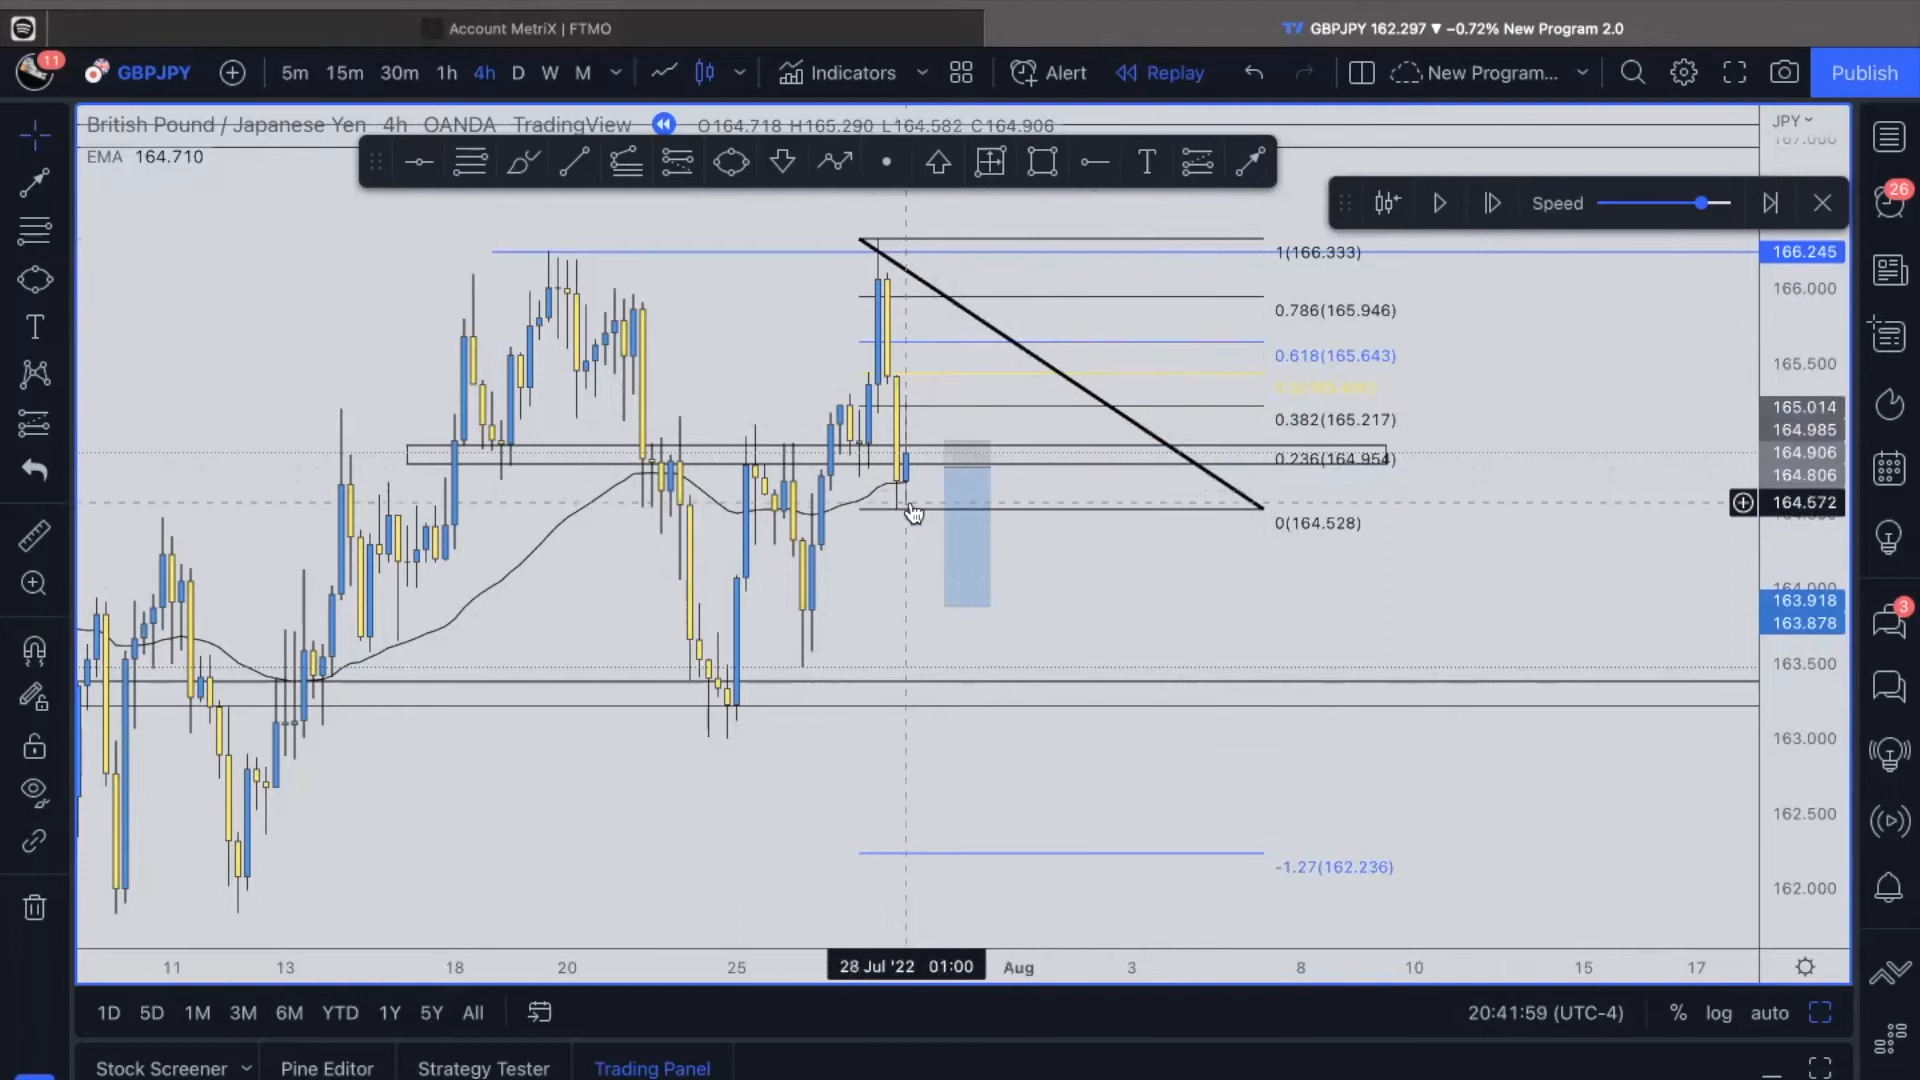 Account MetriX | FTMO
GBPJPY 162.297 ▼ −0.72% New Program 2.0
11
GBPJPY
5m 15m 30m 1h 4h D W M
Indicators
Alert
Replay
New Program...
Publish
British Pound / Japanese Yen 4h OANDA TradingView
O164.718 H165.290 L164.582 C164.906
EMA 164.710
JPY
167.000
Speed
26
1(166.333)
166.245
166.000
0.786(165.946)
0.618(165.643)
165.500
0.382(165.217)
165.014
164.985
164.906
0.236(164.954)
164.806
164.572
0(164.528)
164.000
163.918
163.878
3
163.500
163.000
162.500
-1.27(162.236)
162.000
11 13 18 20 25 28 Jul '22 01:00 Aug 3 8 10 15 17
1D 5D 1M 3M 6M YTD 1Y 5Y All
20:41:59 (UTC-4)
% log auto
Stock Screener
Pine Editor
Strategy Tester
Trading Panel